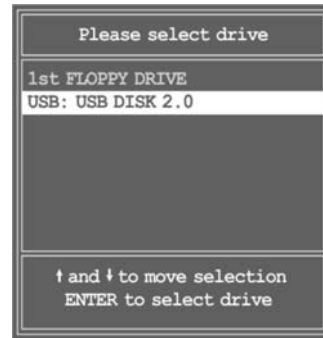 Please select drive
1st FLOPPY DRIVE
USB: USB DISK 2.0
↑ and ↓ to move selection
ENTER to select drive